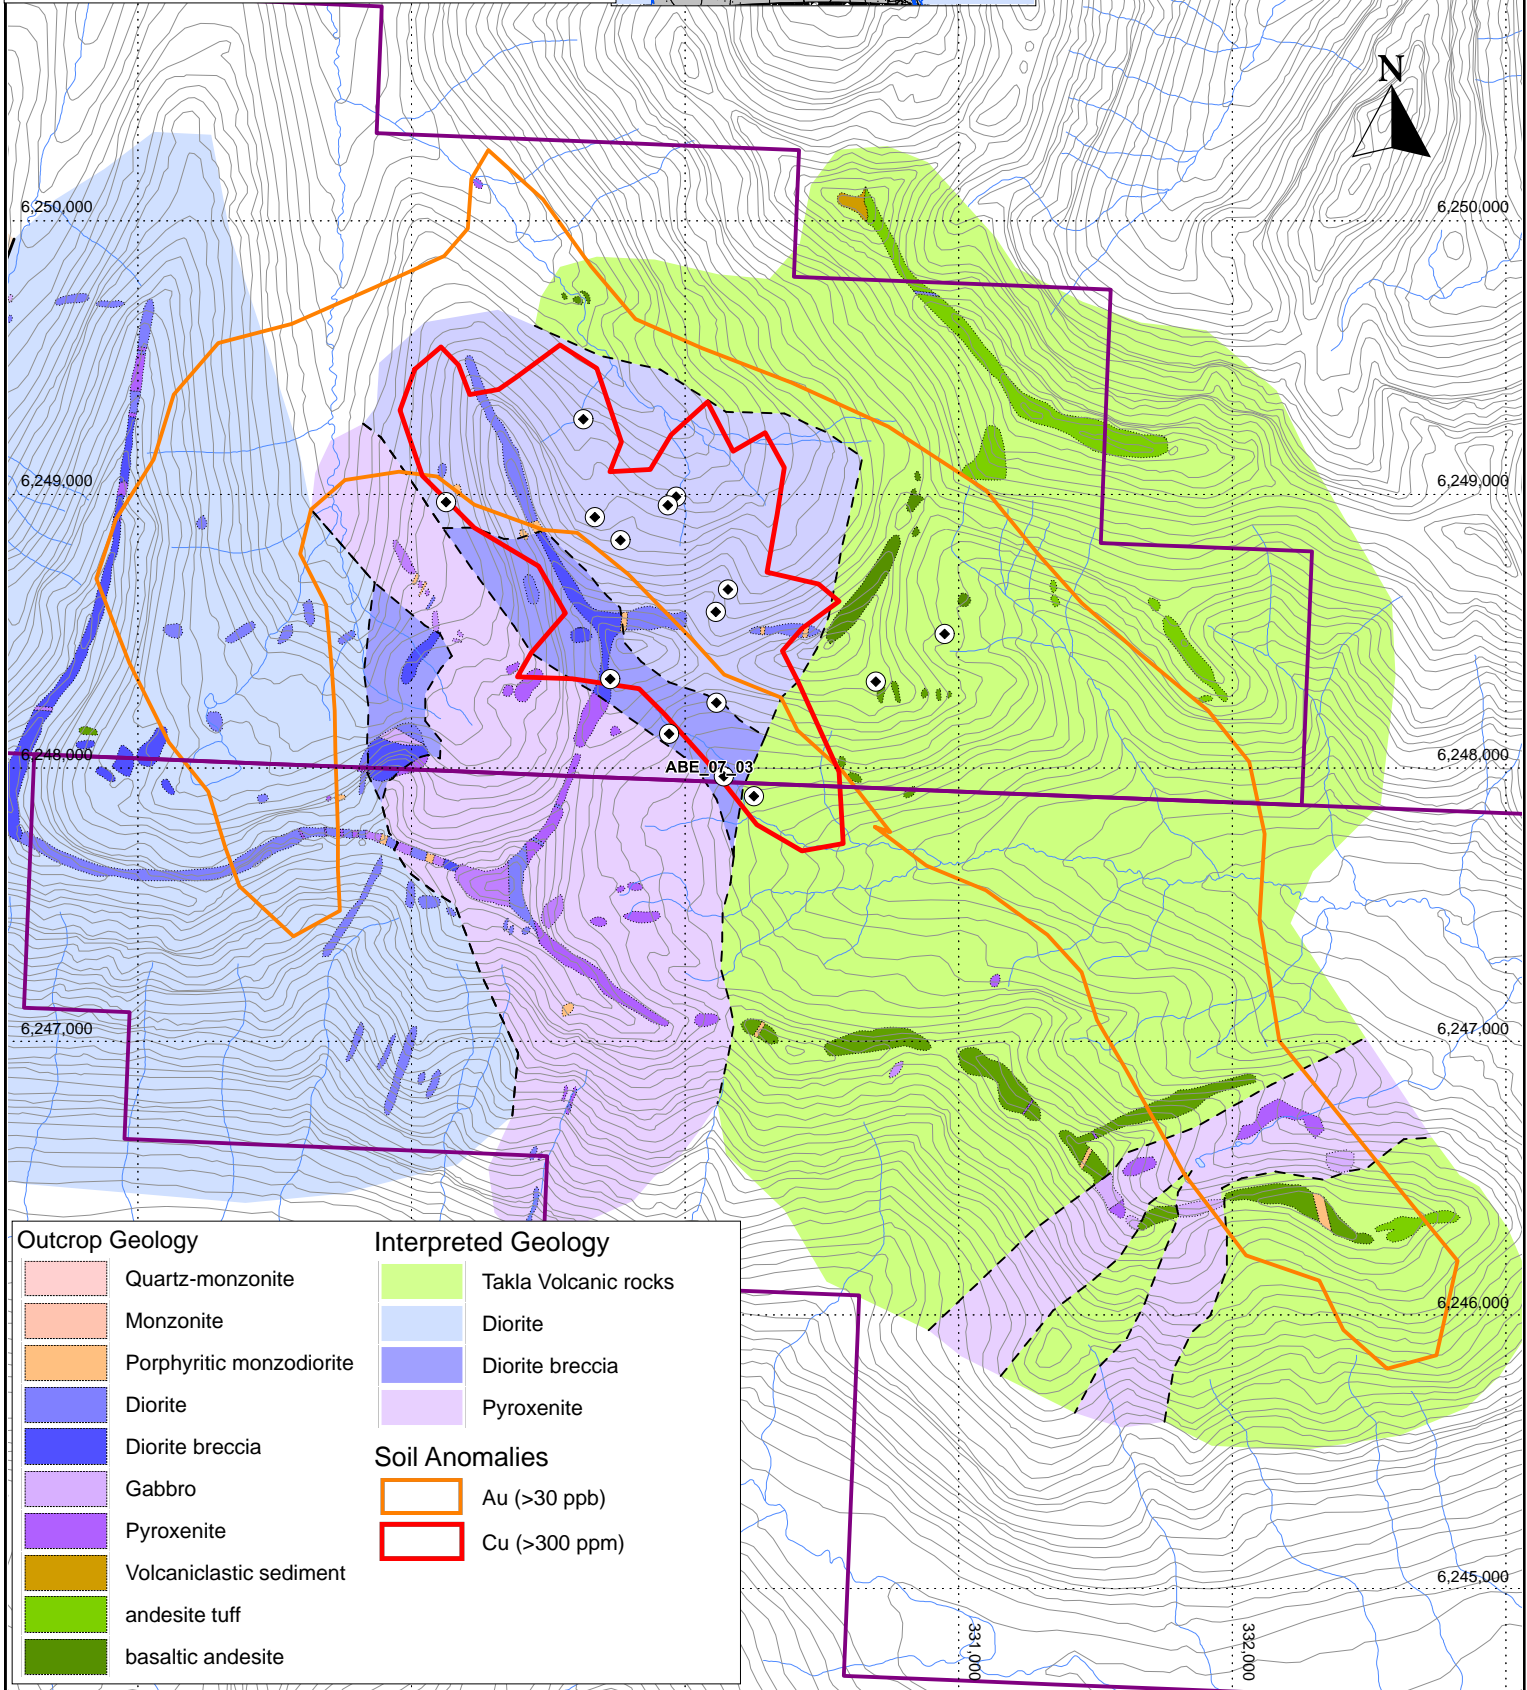 N
6,250,000
6,250,000
6,249,000
6,249,000
6,248,000
6,248,000
ABE_07_03
6,247,000
6,247,000
6,246,000
6,245,000
331,000
332,000
Outcrop Geology
Quartz-monzonite
Monzonite
Porphyritic monzodiorite
Diorite
Diorite breccia
Gabbro
Pyroxenite
Volcaniclastic sediment
andesite tuff
basaltic andesite
Interpreted Geology
Takla Volcanic rocks
Diorite
Diorite breccia
Pyroxenite
Soil Anomalies
Au (>30 ppb)
Cu (>300 ppm)